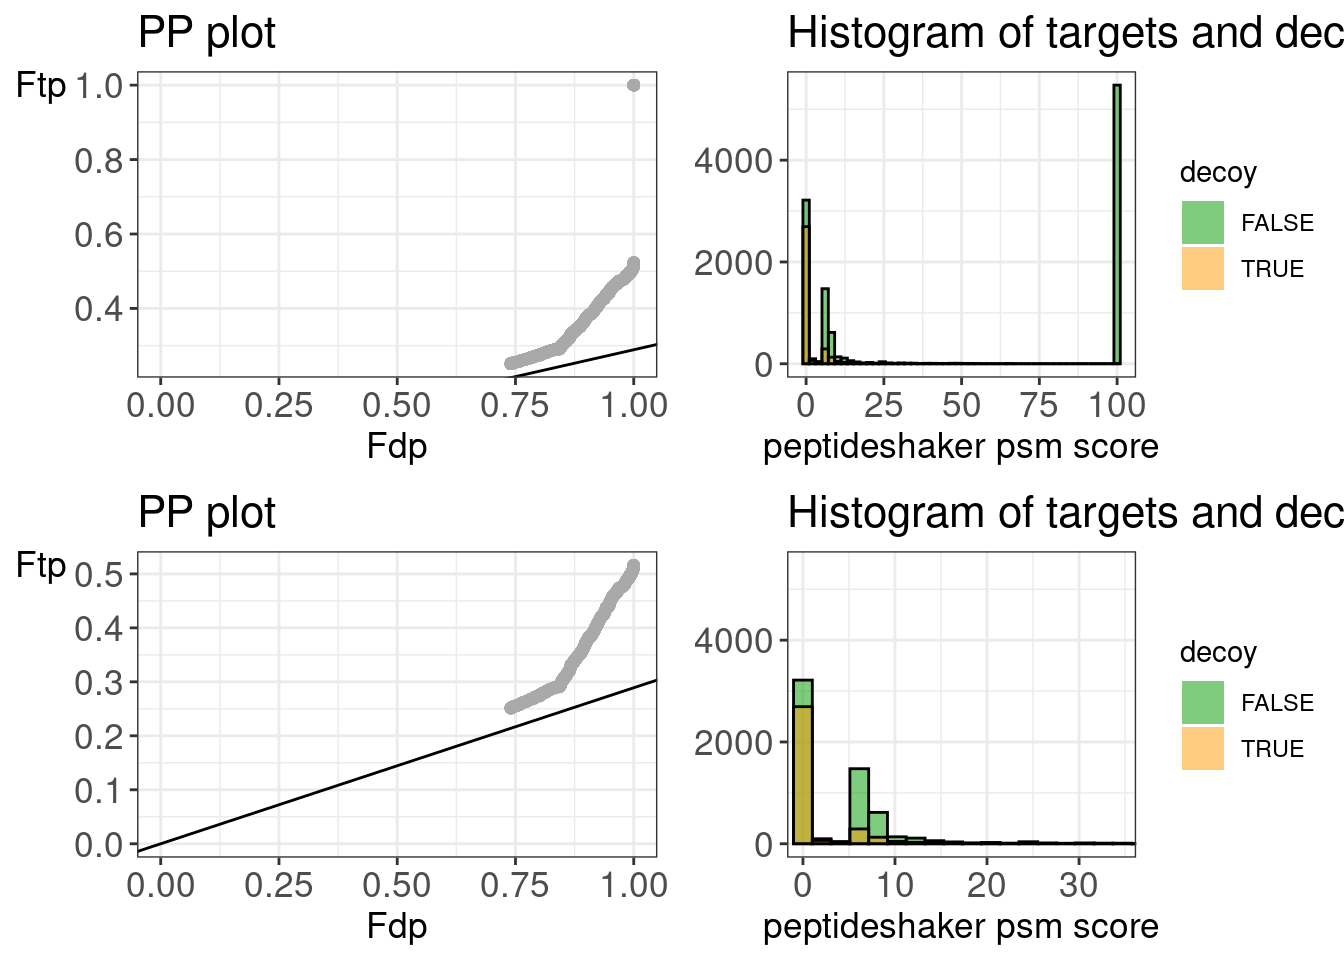 PP plot
Ftp
1.0
0.8
0.6
0.4
0.00 0.25 0.50 0.75 1.00
Fdp
Histogram of targets and dec
4000
2000
0
0 25 50 75 100
peptideshaker psm score
decoy
FALSE
TRUE
PP plot
Ftp
0.5
0.4
0.3
0.2
0.1
0.0
0.00 0.25 0.50 0.75 1.00
Fdp
Histogram of targets and dec
4000
2000
0
0 10 20 30
peptideshaker psm score
decoy
FALSE
TRUE